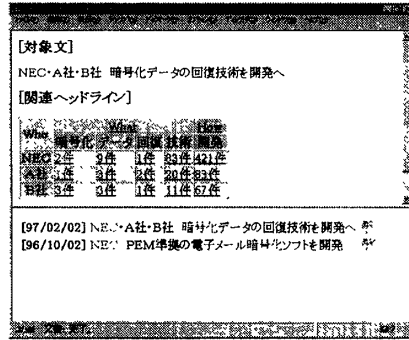 [対象文]
NEC・A社・B社 暗号化データの回復技術を開発へ
[関連ヘッドライン]
Who What How
暗号化 データ 回復 技術 開発
NEC 2件 9件 1件 83件 421件
A社 1件 3件 2件 20件 83件
B社 3件 3件 1件 11件 67件
[97/02/02] NEC・A社・B社 暗号化データの回復技術を開発へ
[96/10/02] NEC PEM準拠の電子メール暗号化ソフトを開発